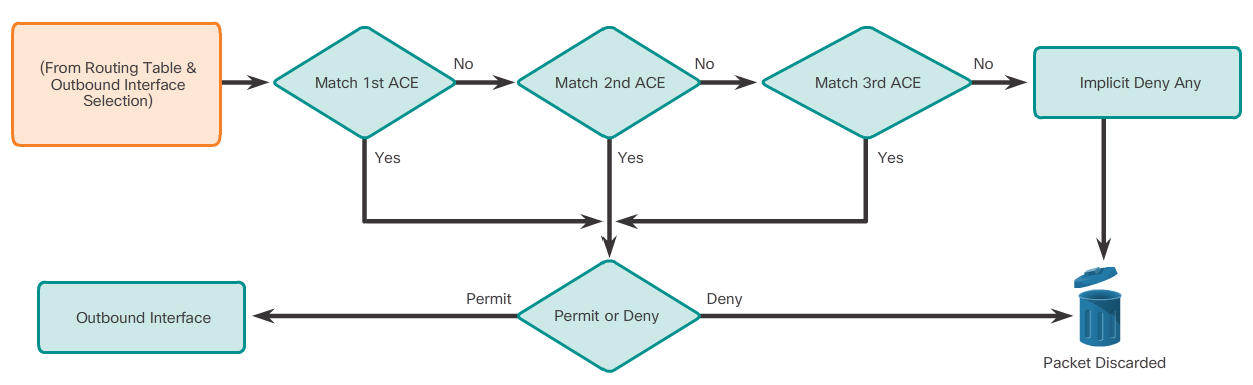 (From Routing Table &
Outbound Interface
Selection)
Match 1st ACE
No
Match 2nd ACE
No
Match 3rd ACE
No
Implicit Deny Any
Yes
Yes
Yes
Outbound Interface
Permit
Permit or Deny
Deny
Packet Discarded